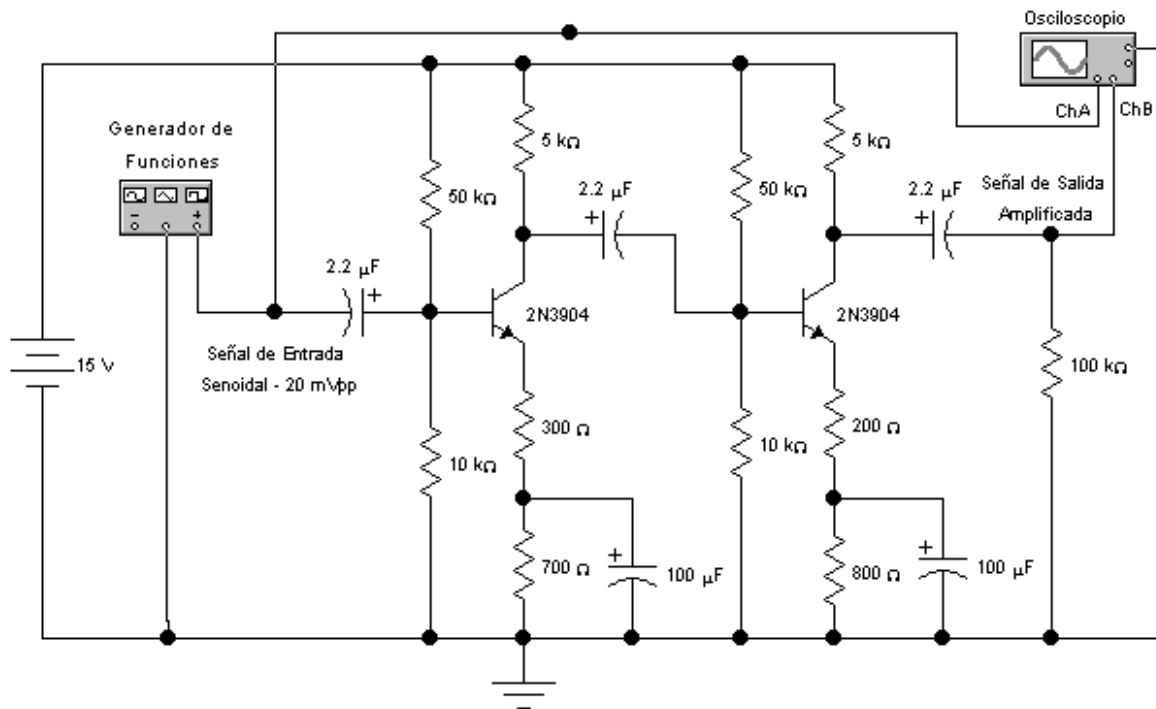 Osciloscopio
ChA
ChB
Generador de
Funciones
5 kΩ
5 kΩ
2.2 µF
2.2 µF
Señal de Salida
Amplificada
50 kΩ
50 kΩ
2.2 µF
2N3904
2N3904
Señal de Entrada
Senoidal - 20 mVpp
15 V
100 kΩ
300 Ω
200 Ω
10 kΩ
10 kΩ
700 Ω
100 µF
800 Ω
100 µF